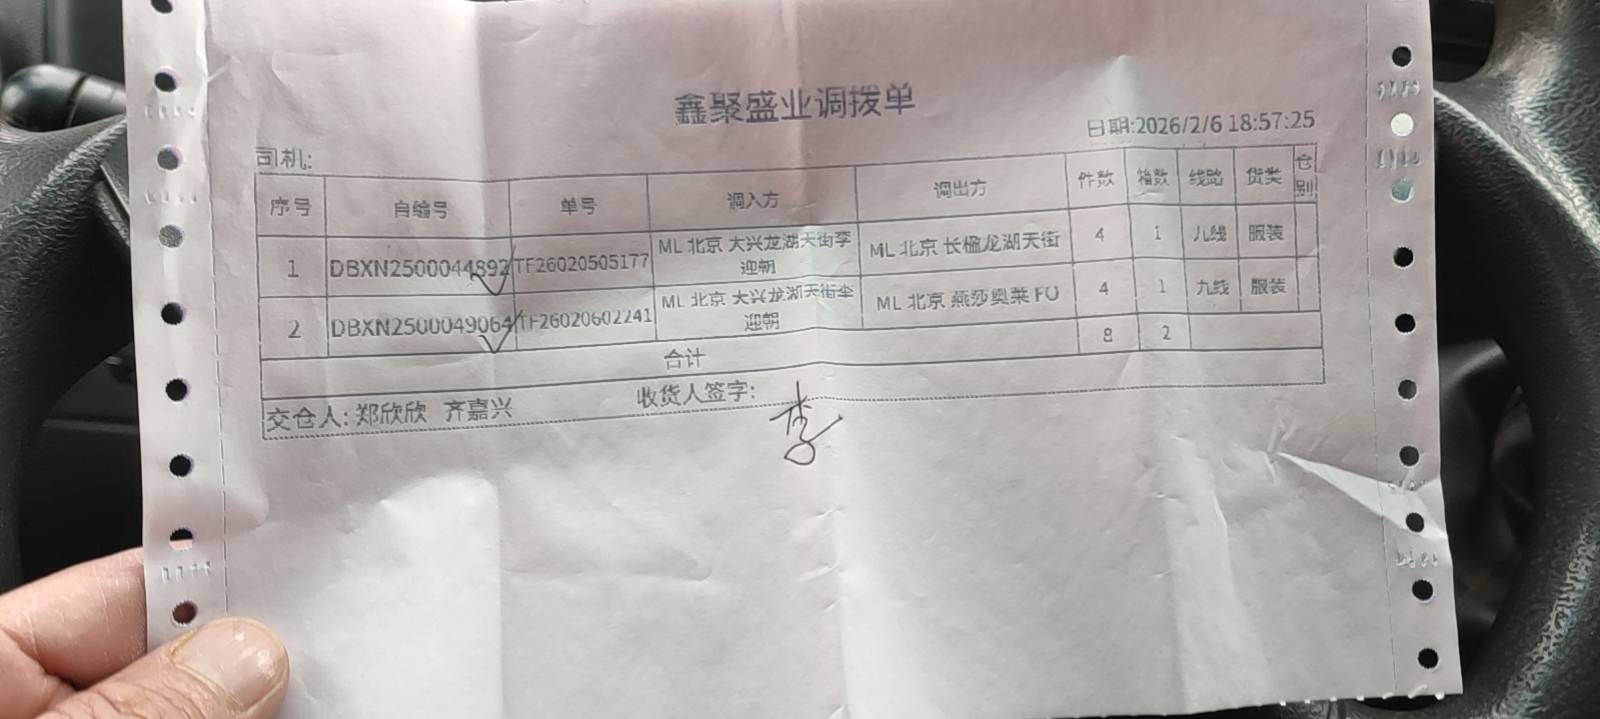 鑫聚盛业调拨单
日期:2026/2/6 18:57:25
司机:
序号 自编号 单号 调入方 调出方 件数 箱数 线路 货类 仓别
1 DBXN2500044892 TF26020505177 ML 北京 大兴龙湖天街李迎朝 ML 北京 长楹龙湖天街 4 1 九线 服装
2 DBXN2500049064 TF26020602241 ML 北京 大兴龙湖天街李迎朝 ML 北京 燕莎奥莱 FO 4 1 九线 服装
合计 8 2
交仓人: 郑欣欣 齐嘉兴 收货人签字: 李